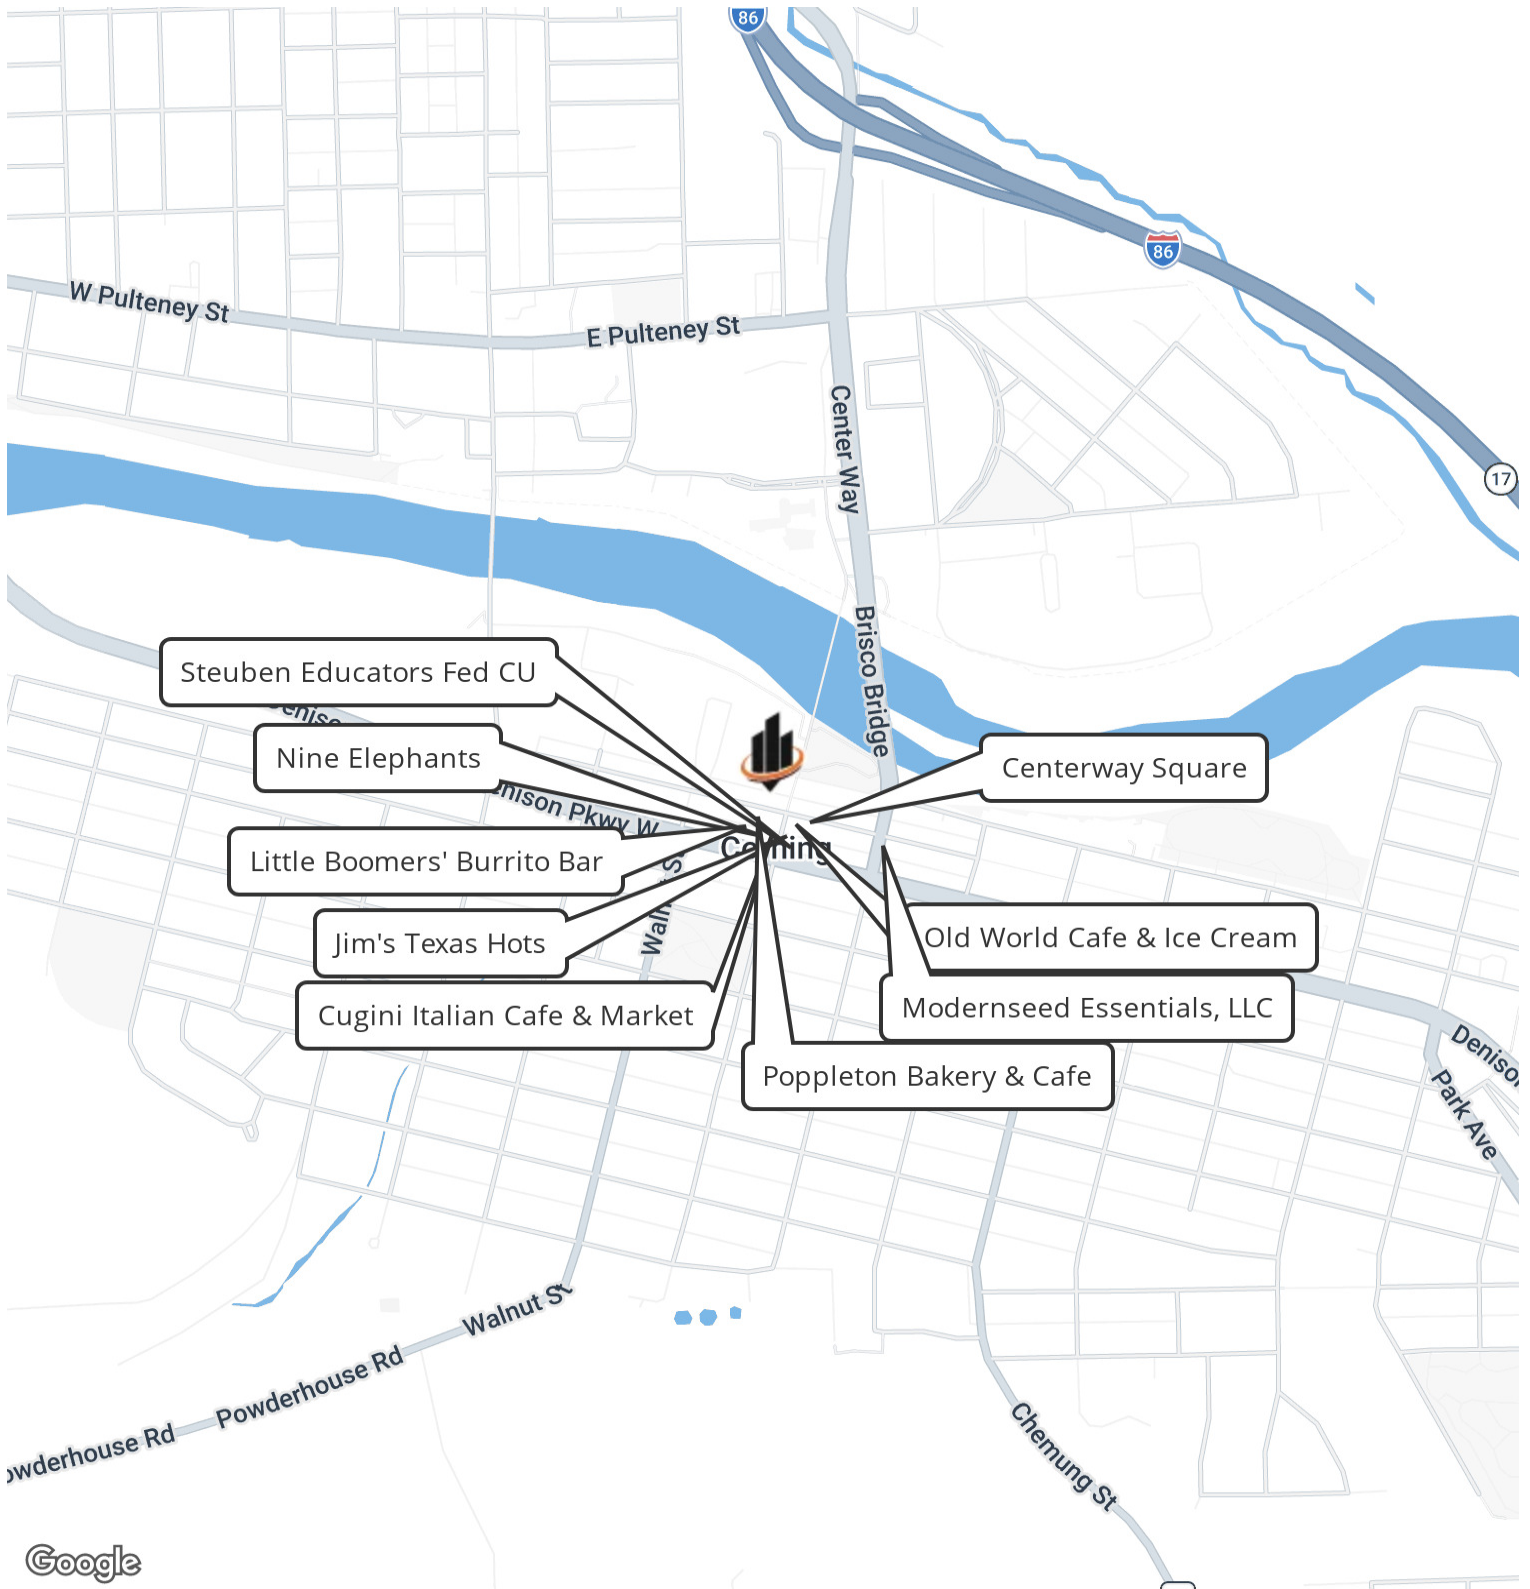 86
86
W Pulteney St
E Pulteney St
Center Way
17
Brisco Bridge
Steuben Educators Fed CU
Nine Elephants
Centerway Square
Little Boomers' Burrito Bar
Corning
Jim's Texas Hots
Old World Cafe & Ice Cream
Cugini Italian Cafe & Market
Modernseed Essentials, LLC
Poppleton Bakery & Cafe
Park Ave
Walnut St
Powderhouse Rd
Chemung St
Google